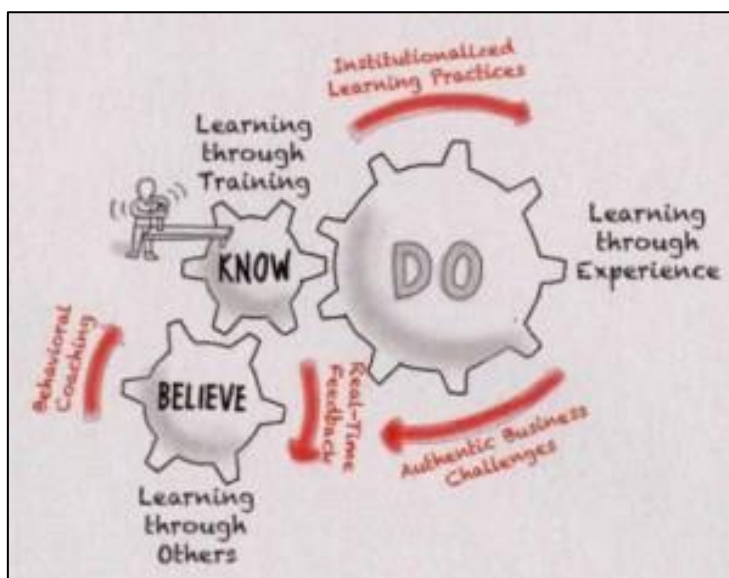 Institutionalized
Learning Practices
Learning
through
Training
KNOW
DO
Learning
through
Experience
Behavioral
Coaching
BELIEVE
Real-Time
Feedback
Authentic Business
Challenges
Learning
through
Others